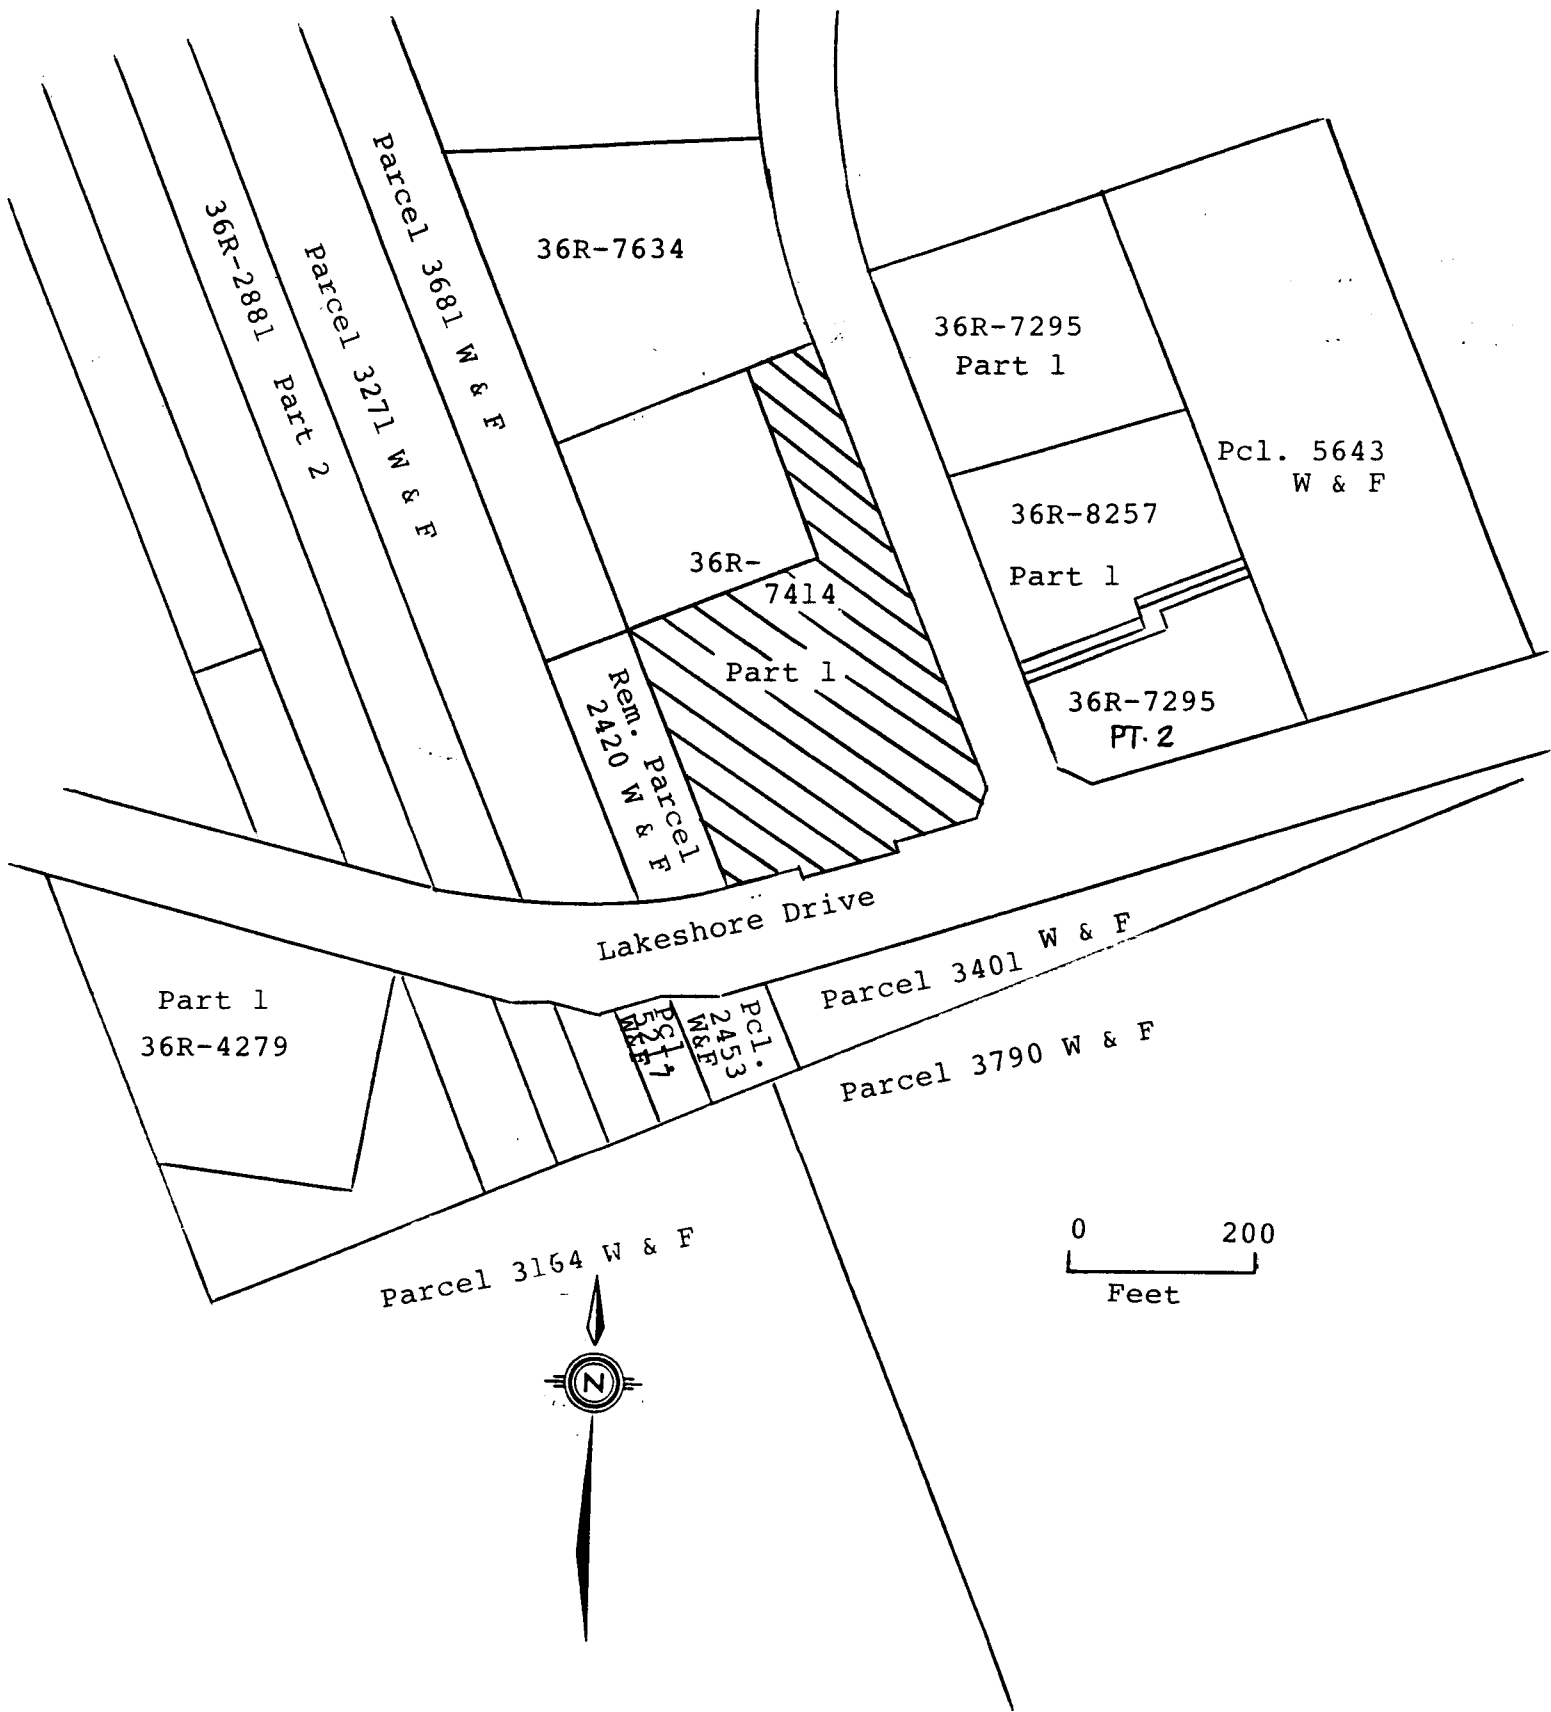 36R-2881 Part 2
Parcel 3271 W & F
Parcel 3681 W & F
36R-7634
36R-7295
Part 1
Pcl. 5643
W & F
36R-8257
Part 1
36R-7295
PT. 2
36R-
7414
Part 1
Rem. Parcel
2420 W & F
Lakeshore Drive
Part 1
36R-4279
Pcl.
5217
W&F
Pcl.
2453
W&F
Parcel 3401 W & F
Parcel 3790 W & F
Parcel 3164 W & F
0 200
Feet
N